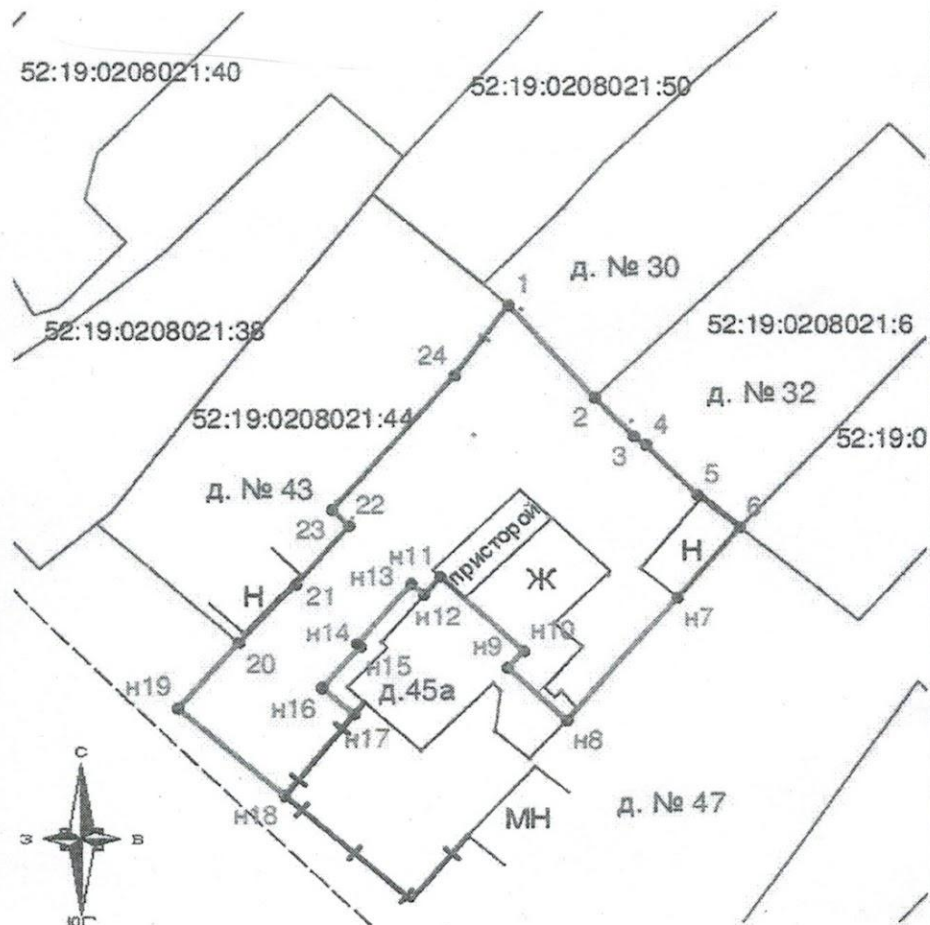 52:19:0208021:40
52:19:0208021:50
1
д. № 30
52:19:0208021:38
52:19:0208021:6
24
д. № 32
2
4
3
52:19:0208021:44
52:19:0
д. № 43
5
22
23
6
пристрой
н11
н13
Ж
Н
Н
21
н12
н7
н14
н10
20
н15
н9
н19
н16
д.45а
н17
н8
н18
МН
д. № 47
С
З
В
Ю